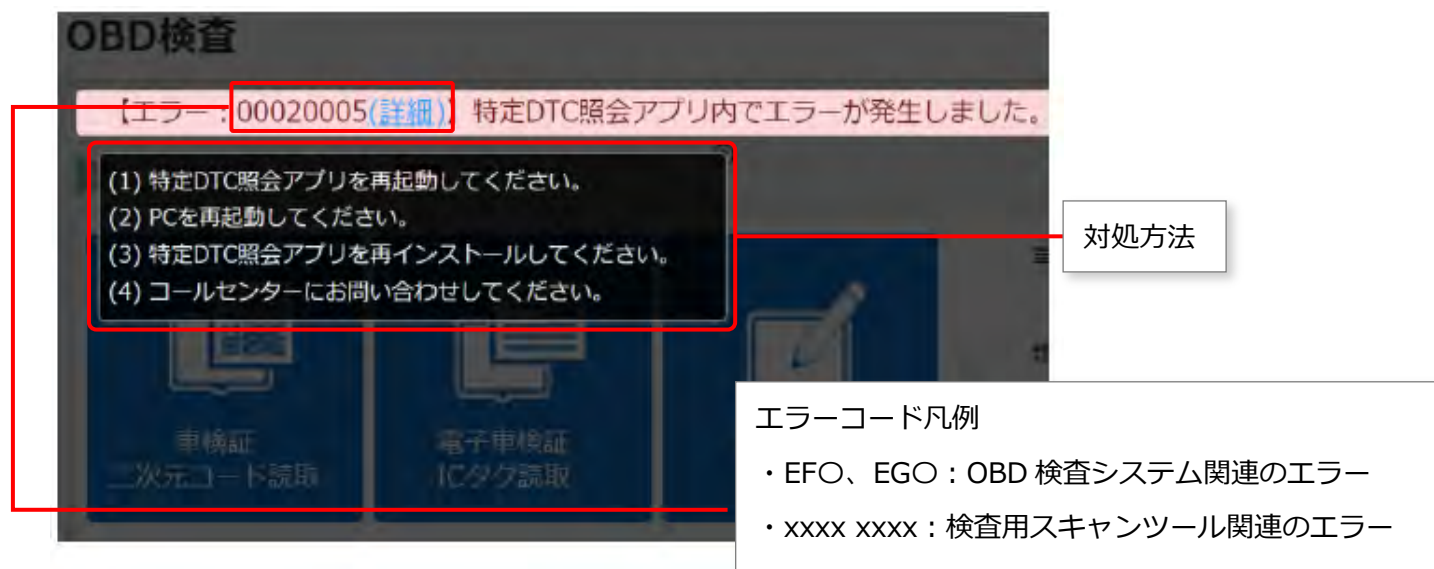 OBD検査
【エラー：00020005(詳細)】特定DTC照会アプリ内でエラーが発生しました。
(1) 特定DTC照会アプリを再起動してください。
(2) PCを再起動してください。
(3) 特定DTC照会アプリを再インストールしてください。
(4) コールセンターにお問い合わせしてください。
対処方法
車検証
二次元コード読取
電子車検証
ICタグ読取
エラーコード凡例
・EF〇、EG〇：OBD 検査システム関連のエラー
・xxxx xxxx：検査用スキャンツール関連のエラー